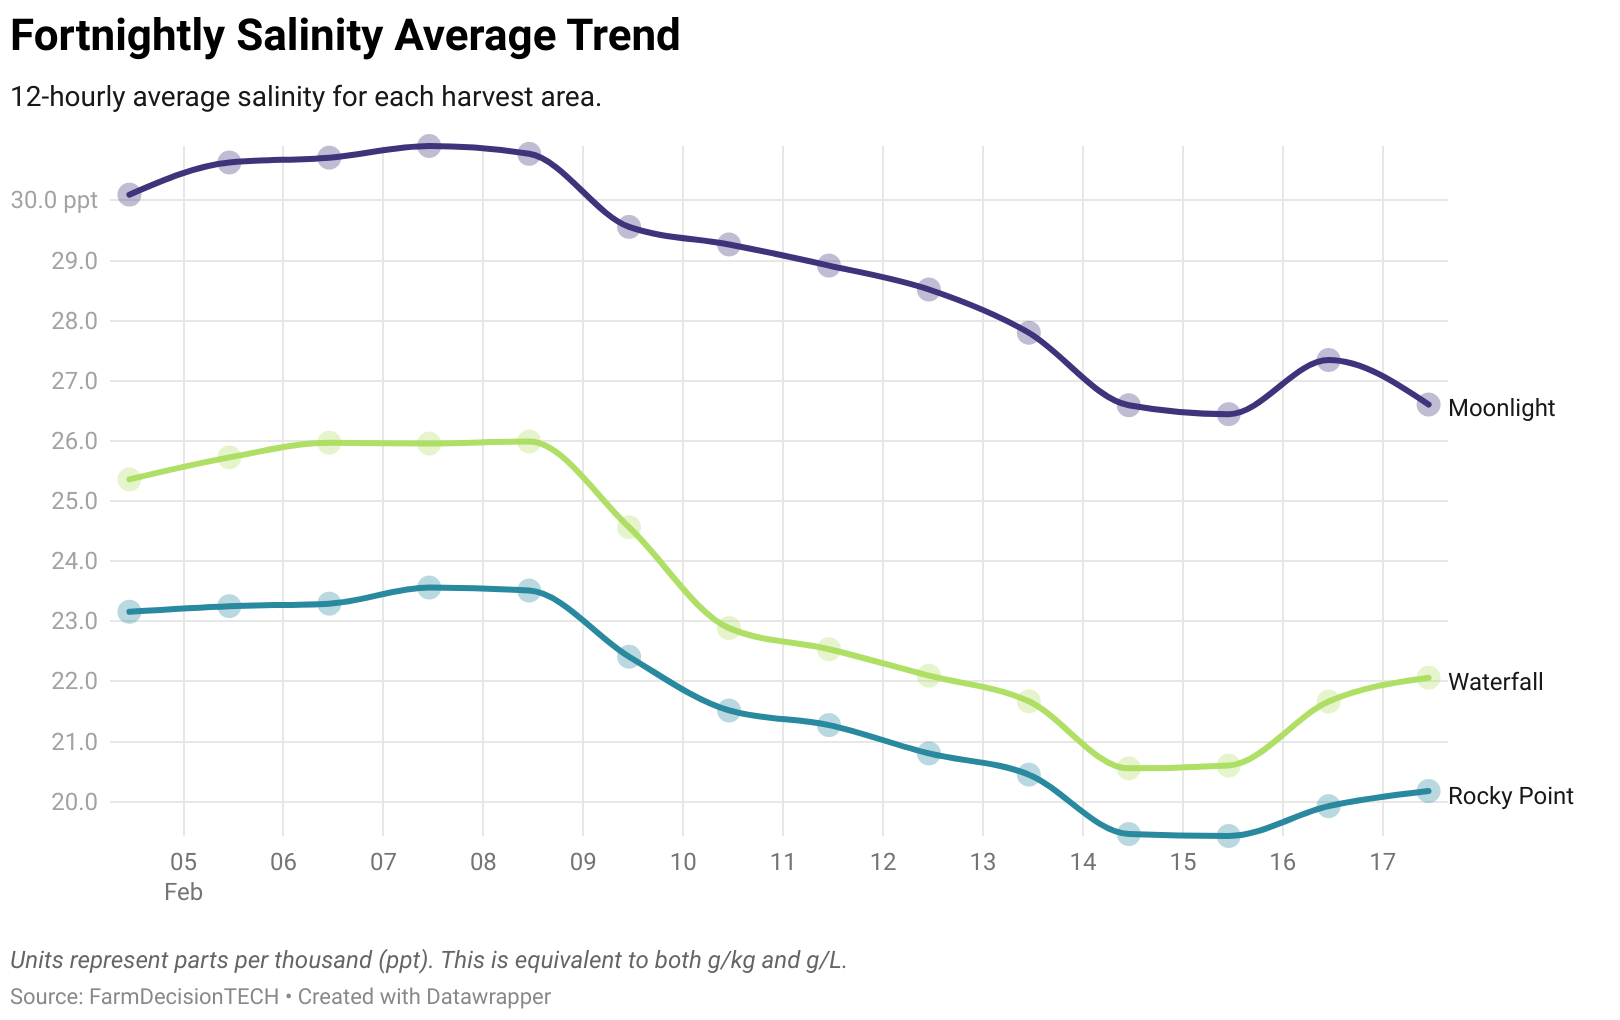 Fortnightly Salinity Average Trend
12-hourly average salinity for each harvest area.
30.0 ppt
29.0
28.0
27.0
26.0
25.0
24.0
23.0
22.0
21.0
20.0
Moonlight
Waterfall
Rocky Point
05 06 07 08 09 10 11 12 13 14 15 16 17
Feb
Units represent parts per thousand (ppt). This is equivalent to both g/kg and g/L.
Source: FarmDecisionTECH • Created with Datawrapper